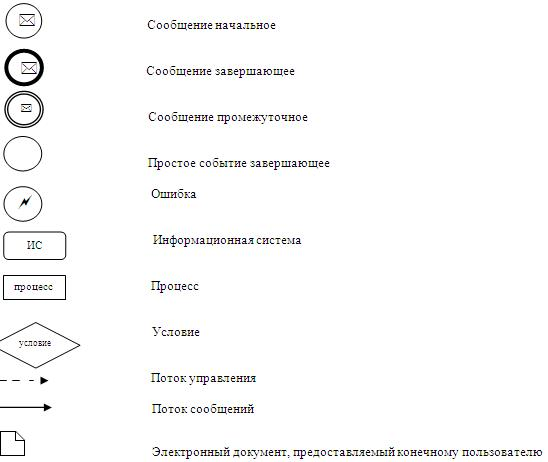 Сообщение начальное
Сообщение завершающее
Сообщение промежуточное
Простое событие завершающее
Ошибка
ИС Информационная система
процесс Процесс
условие Условие
Поток управления
Поток сообщений
Электронный документ, предоставляемый конечному пользователю